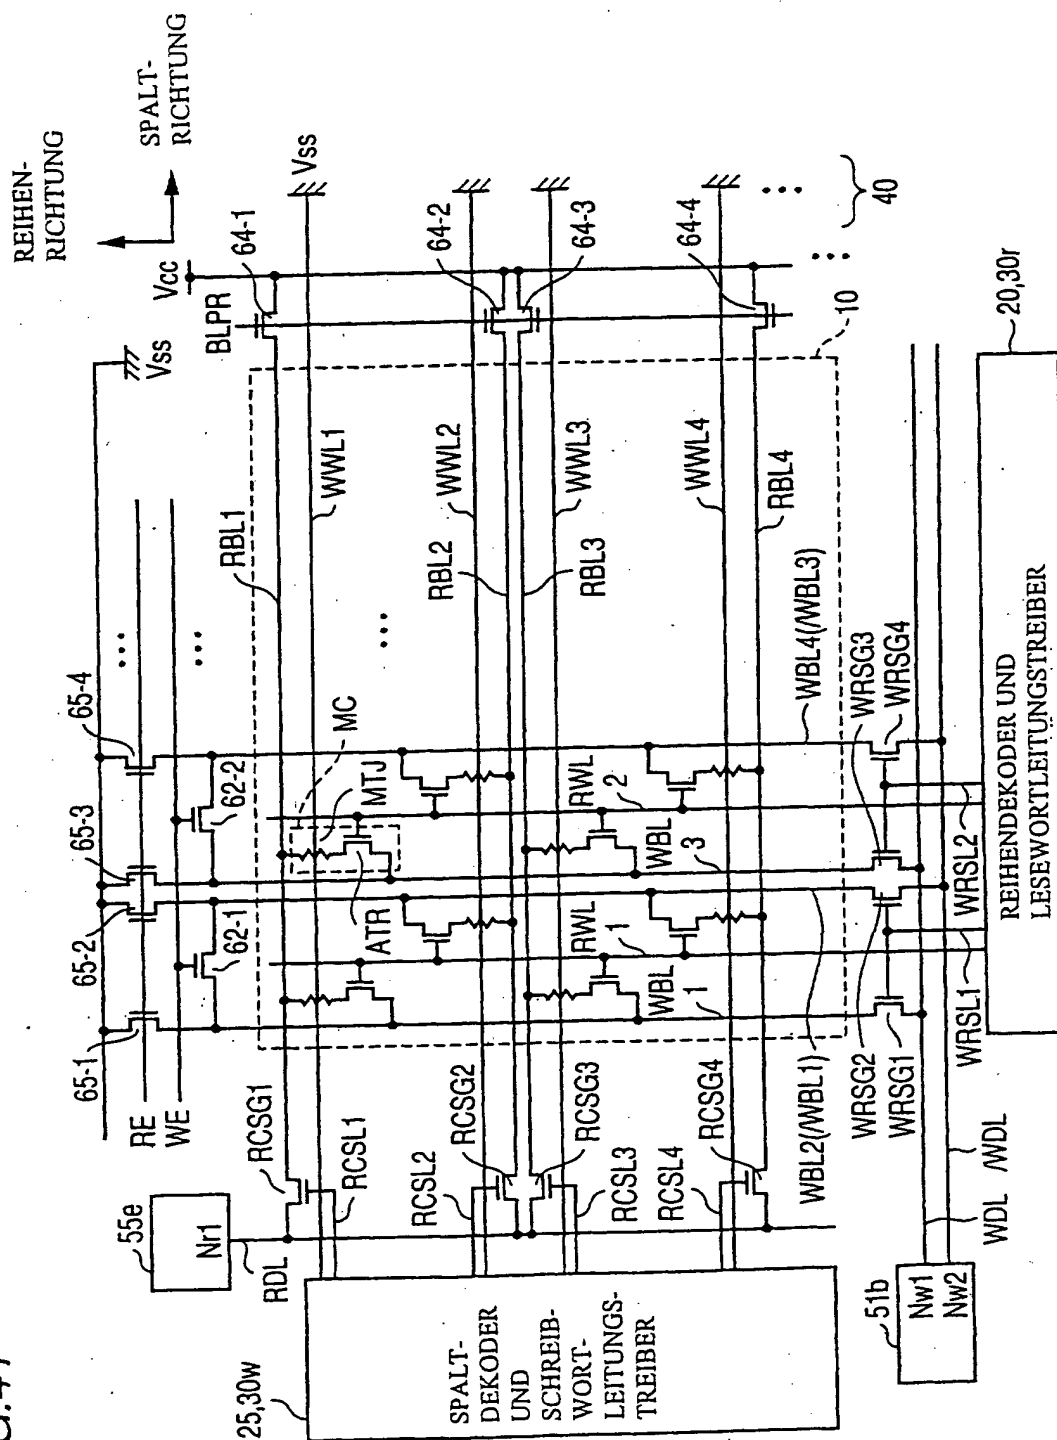 REIHEN-
RICHTUNG
SPALT-
RICHTUNG
Vcc
BLPR
64-1
Vss
64-2
64-3
64-4
40
Vss
10
20,30r
RBL1
WWL1
WWL2
RBL2
RBL3
WWL3
WWL4
RBL4
65-4
65-3
65-2
65-1
62-2
62-1
RE
WE
MC
MTJ
ATR
RWL
2
WBL
3
RWL
1
WBL
1
WBL4(/WBL3)
WRSG3
WRSG4
WBL2(/WBL1)
WRSG2
WRSG1
WRSL2
WRSL1
REIHENDEKODER UND
LESEWORTLEITUNGSTREIBER
RCSG1
RCSL1
RCSG2
RCSL2
RCSG3
RCSL3
RCSG4
RCSL4
55e
Nr1
RDL
25,30w
SPALT-
DEKODER
UND
SCHREIB-
WORT-
LEITUNGS-
TREIBER
51b
Nw1
Nw2
WDL
/WDL